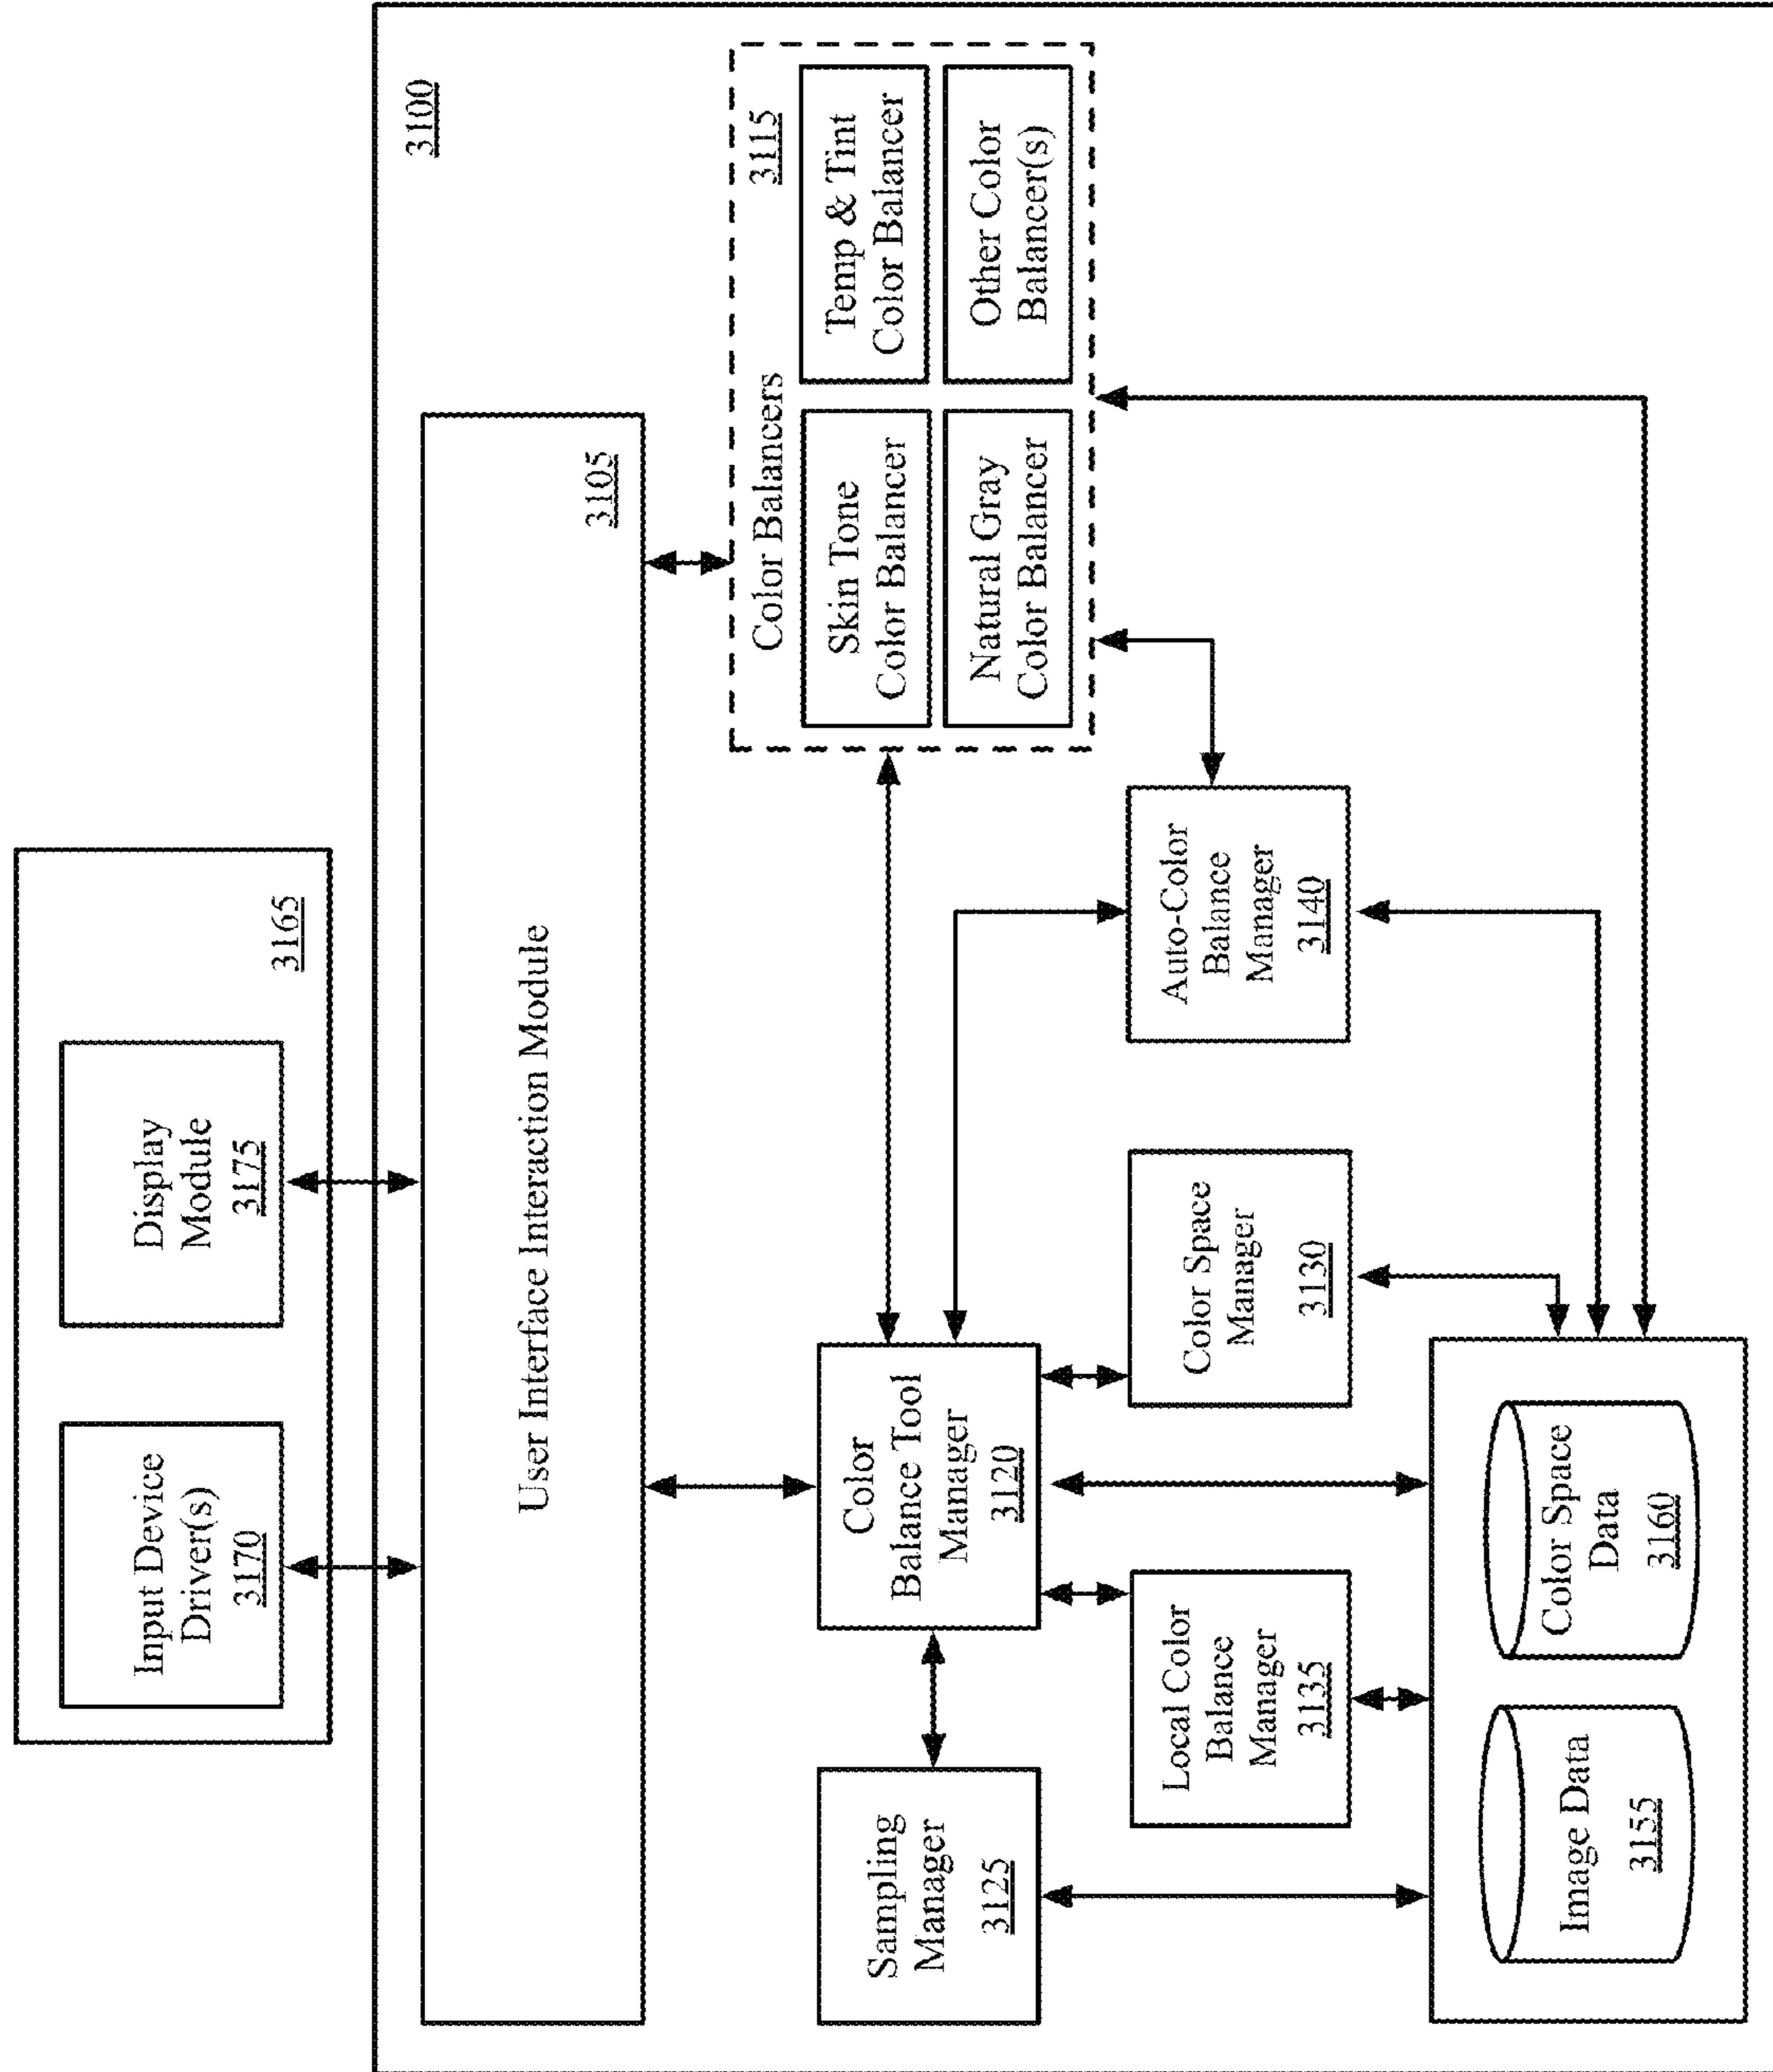 Input Device
Driver(s)
3170
Display
Module
3175
3165
3100
User Interface Interaction Module
3105
Color Balancers
3115
Skin Tone
Color Balancer
Temp & Tint
Color Balancer
Natural Gray
Color Balancer
Other Color
Balancer(s)
Sampling
Manager
3125
Color
Balance Tool
Manager
3120
Local Color
Balance
Manager
3135
Color Space
Manager
3130
Auto-Color
Balance
Manager
3140
Image Data
3155
Color Space
Data
3160